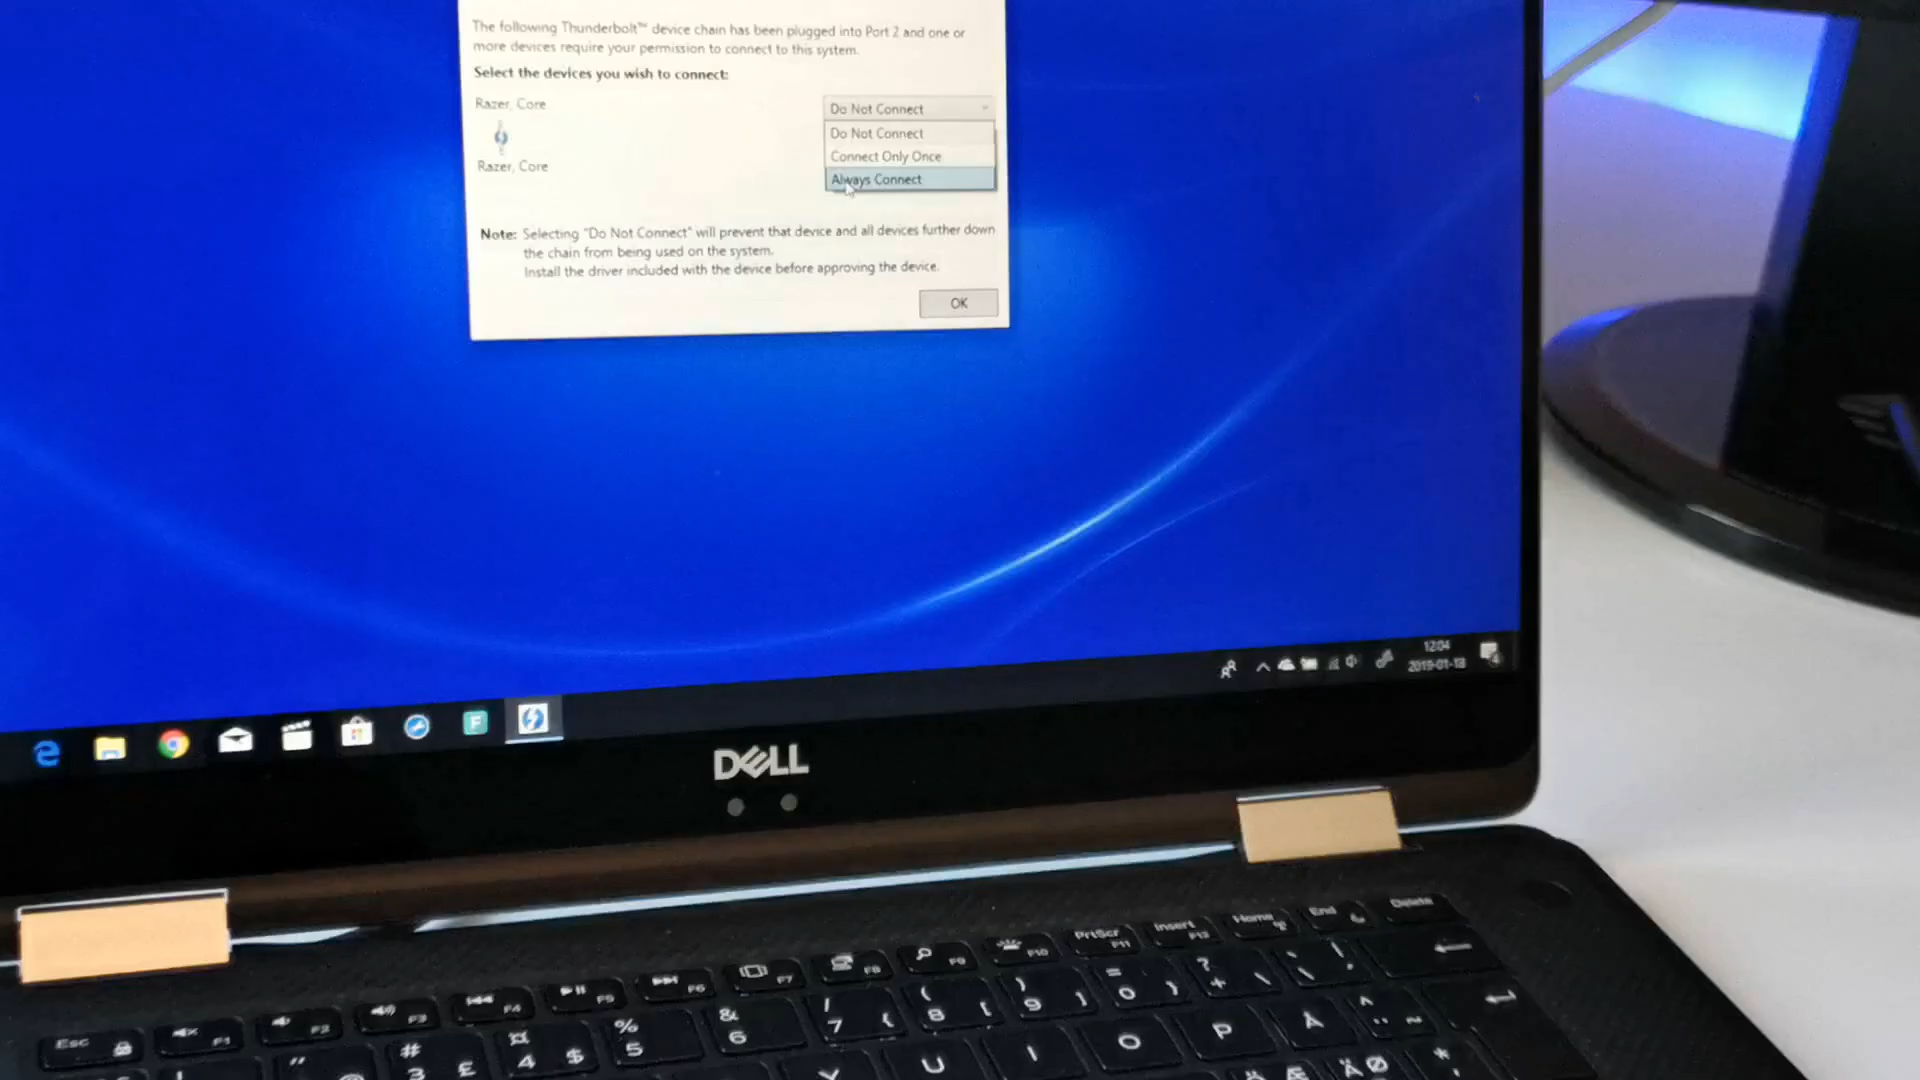 The following Thunderbolt™ device chain has been plugged into Port 2 and one or
more devices require your permission to connect to this system.
Select the devices you wish to connect:
Razer, Core
Do Not Connect
Do Not Connect
Connect Only Once
Razer, Core
Always Connect
Note: Selecting "Do Not Connect" will prevent that device and all devices further down
the chain from being used on the system.
Install the driver included with the device before approving the device.
OK
12:04
2019-01-13
DELL
Esc
F1
F2
F3
F4
F5
F6
F7
F8
F9
F10
PrtScr F11
Insert F12
Home
End
Delete
# 3 £
¤ 4 $
% 5
& 6
/ 7 {
( 8 [
) 9 ]
= 0 }
? + \
U I O P Å